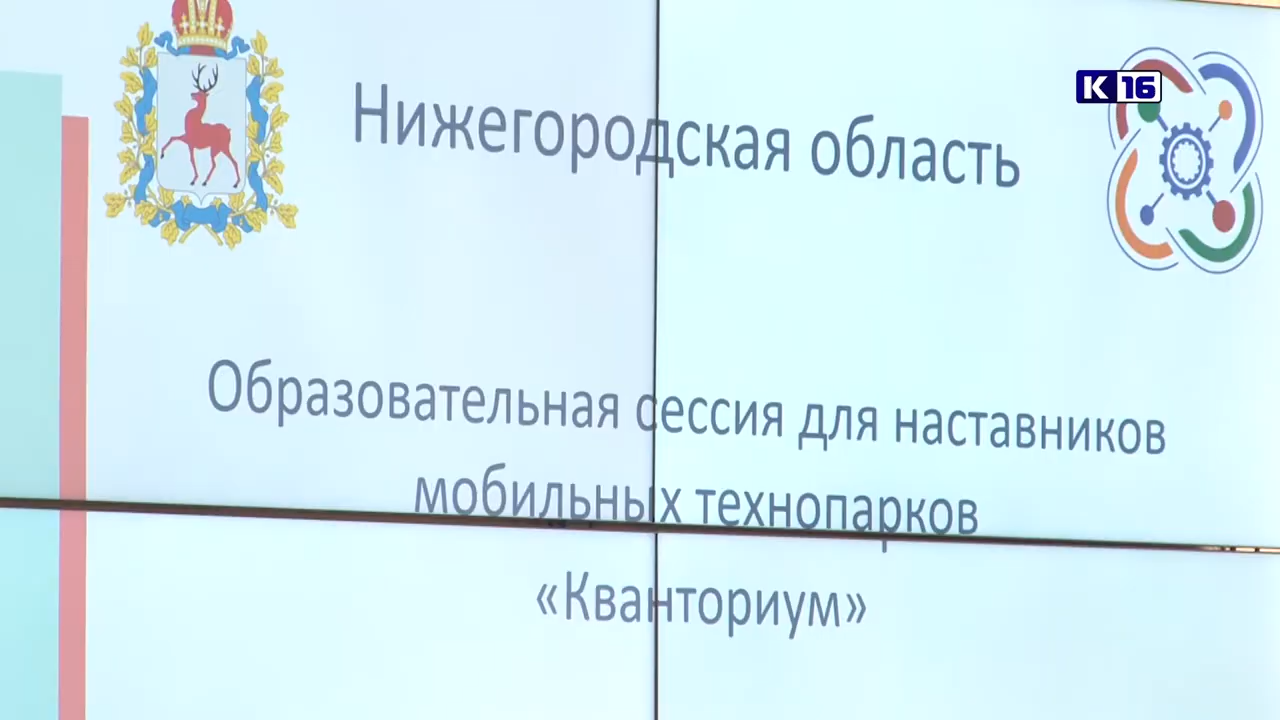 К 16
Нижегородская область
Образовательная сессия для наставников
мобильных технопарков
«Кванториум»